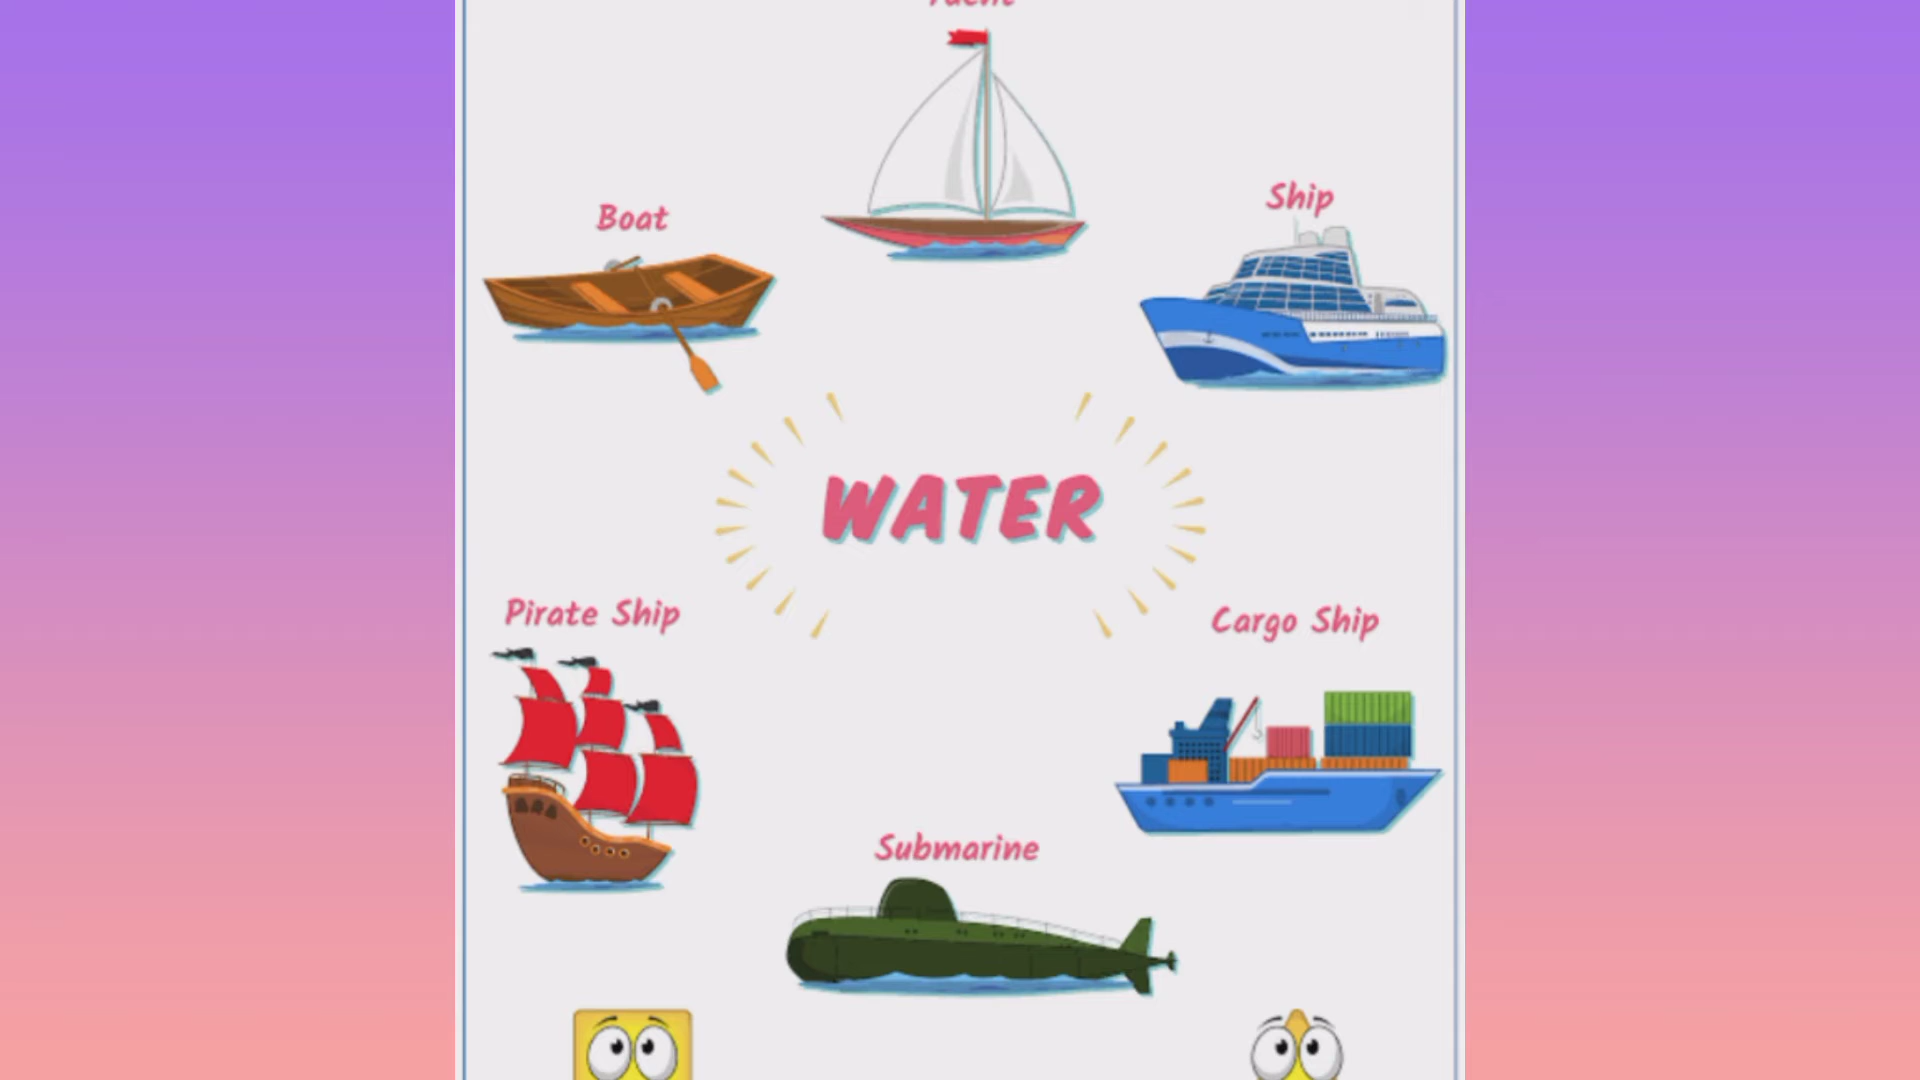 Boat
Ship
WATER
Pirate Ship
Cargo Ship
Submarine